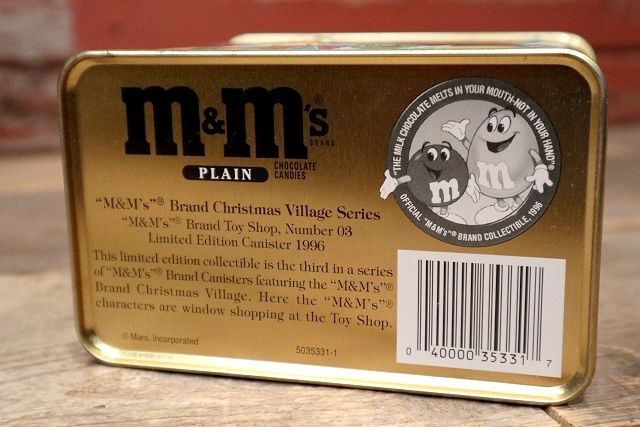 m&m's®
BRAND
PLAIN
CHOCOLATE
CANDIES
"M&M's"® Brand Christmas Village Series
"M&M's"® Brand Toy Shop, Number 03
Limited Edition Canister 1996
This limited edition collectible is the third in a series
of "M&M's"® Brand Canisters featuring the "M&M's"®
Brand Christmas Village. Here the "M&M's"®
characters are window shopping at the Toy Shop.
© Mars, Incorporated
5035331-1
"THE MILK CHOCOLATE MELTS IN YOUR MOUTH-NOT IN YOUR HAND"®
m
m
OFFICIAL "M&M's"® BRAND COLLECTIBLE, 1996
0 40000 35331 7